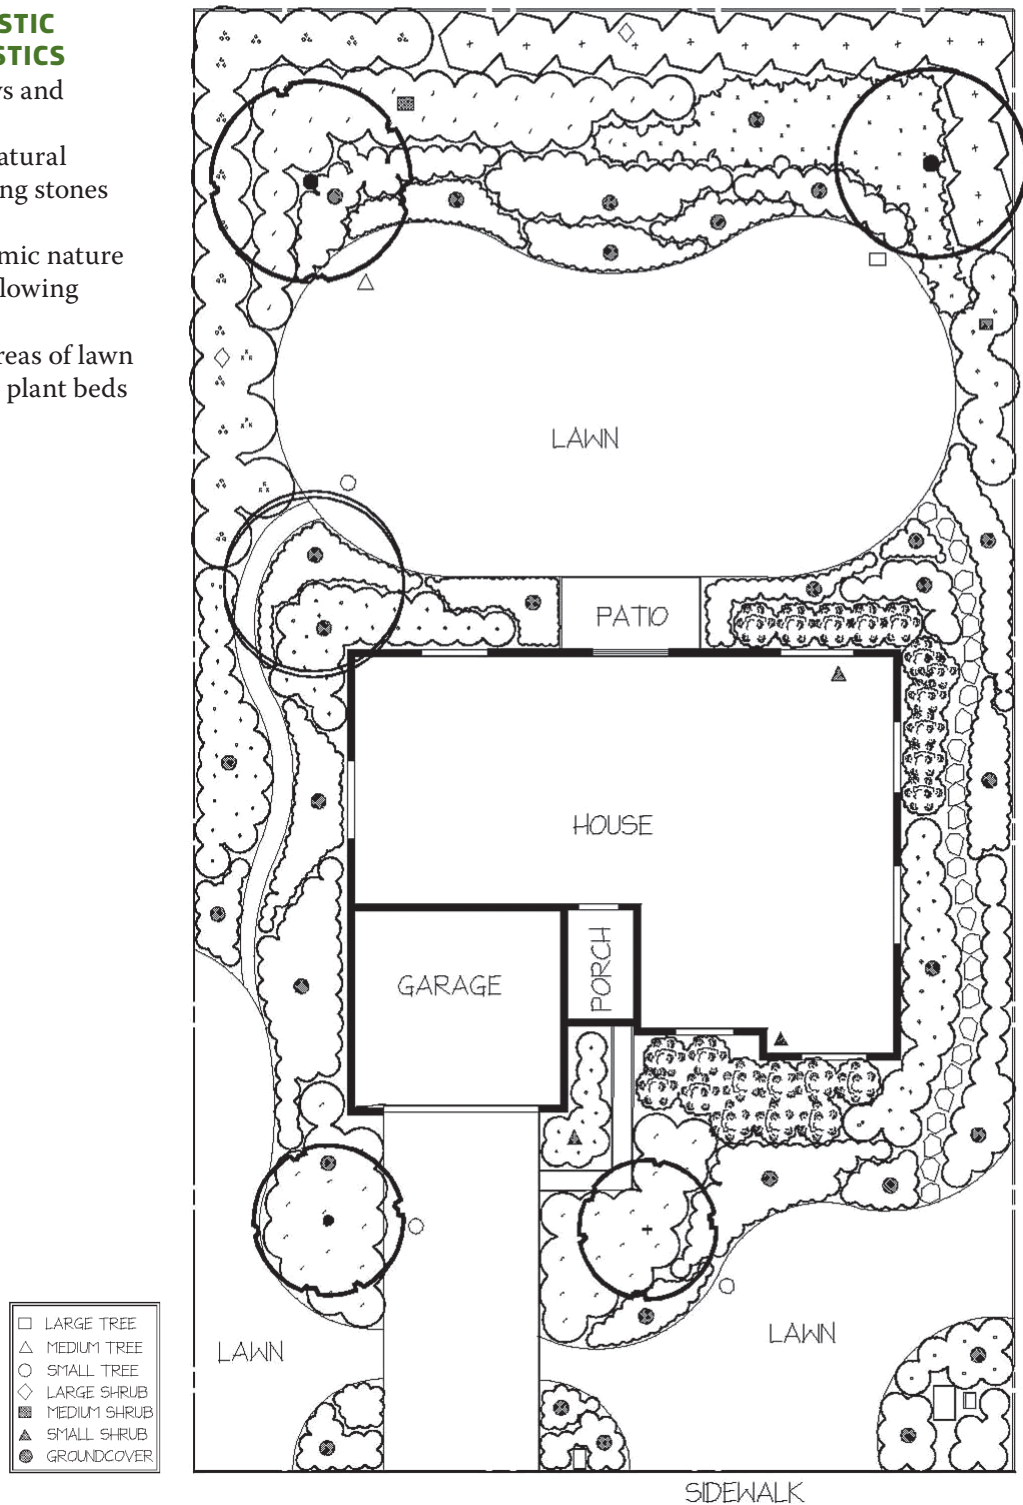 STIC
STICS
s and
atural
ng stones
mic nature
lowing
reas of lawn
plant beds
LAWN
PATIO
HOUSE
PORCH
GARAGE
LAWN
LAWN
LARGE TREE
MEDIUM TREE
SMALL TREE
LARGE SHRUB
MEDIUM SHRUB
SMALL SHRUB
GROUNDCOVER
SIDEWALK